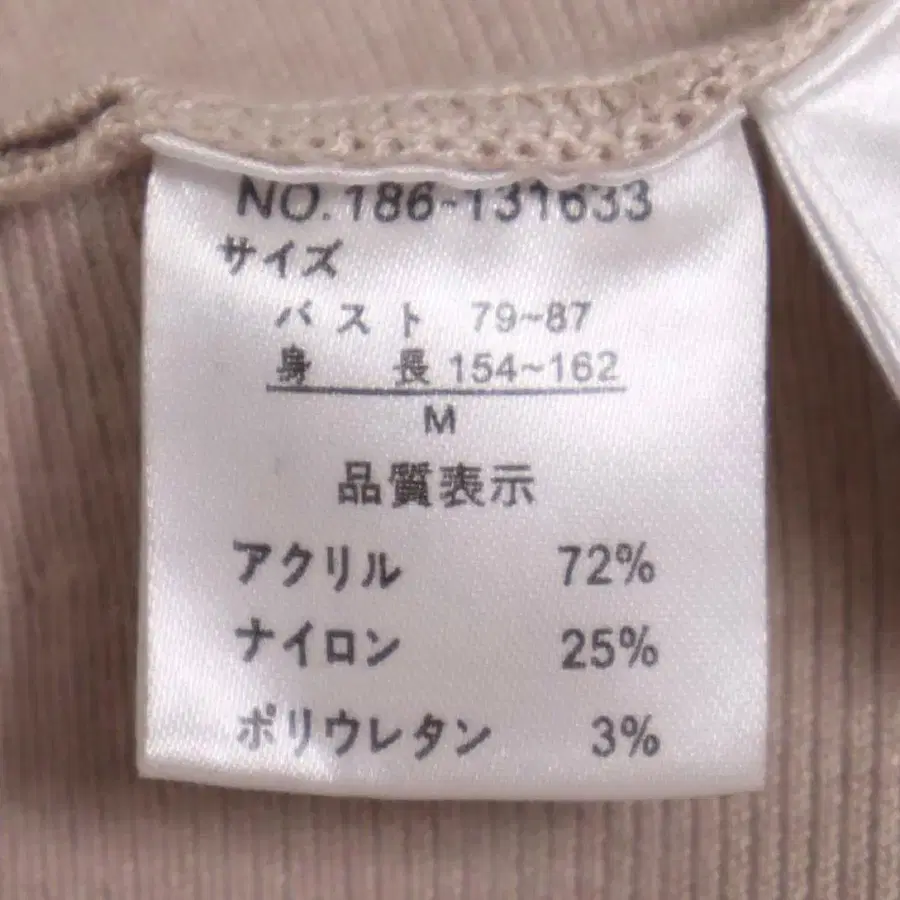 NO.186-131633
サイズ
バスト 79~87
身 長 154~162
M
品質表示
アクリル 72%
ナイロン 25%
ポリウレタン 3%